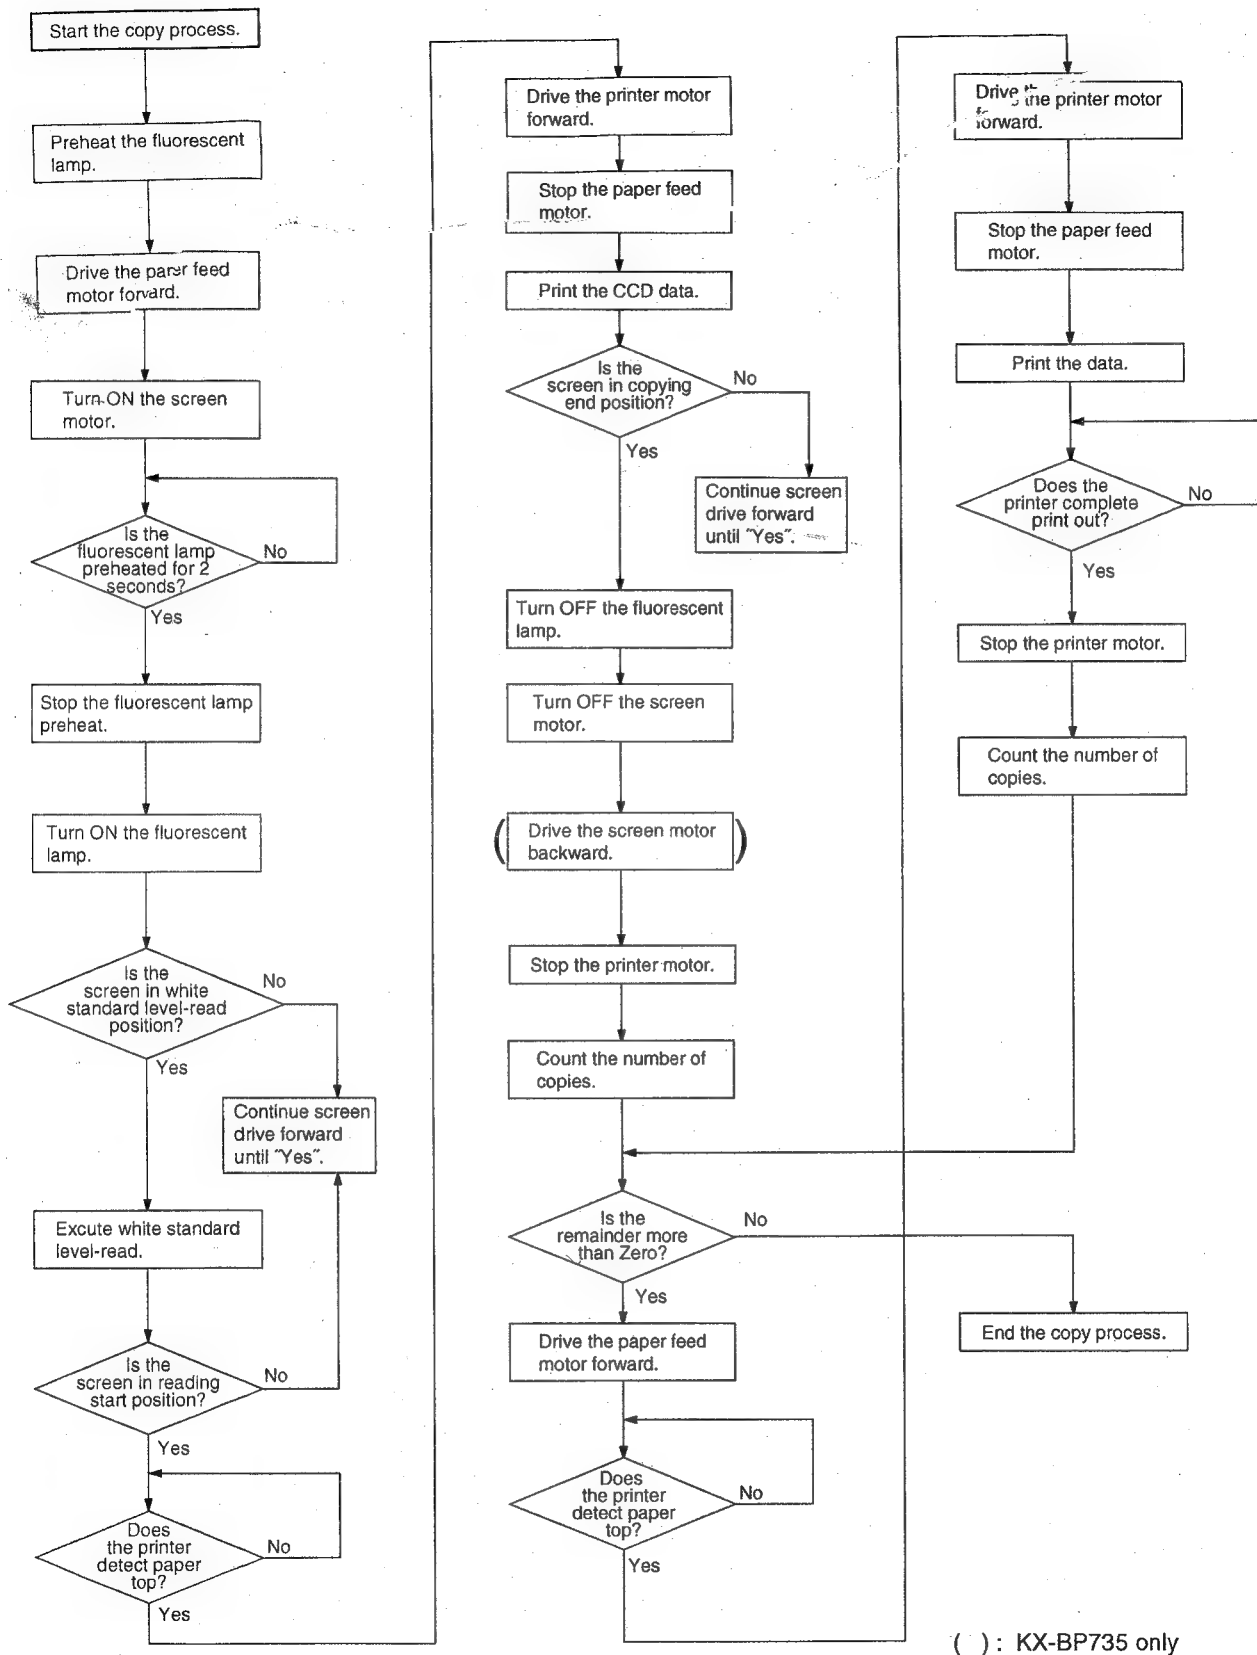 Start the copy process.
Preheat the fluorescent
lamp.
Drive the paper feed
motor forward.
Turn ON the screen
motor.
Is the
fluorescent lamp
preheated for 2
seconds?
No
Yes
Stop the fluorescent lamp
preheat.
Turn ON the fluorescent
lamp.
Is the
screen in white
standard level-read
position?
No
Yes
Continue screen
drive forward
until "Yes".
Excute white standard
level-read.
Is the
screen in reading
start position?
No
Yes
Does
the printer
detect paper
top?
No
Yes
Drive the printer motor
forward.
Stop the paper feed
motor.
Print the CCD data.
Is the
screen in copying
end position?
No
Yes
Continue screen
drive forward
until "Yes".
Turn OFF the fluorescent
lamp.
Turn OFF the screen
motor.
( Drive the screen motor )
backward.
Stop the printer motor.
Count the number of
copies.
Is the
remainder more
than Zero?
No
Yes
Drive the paper feed
motor forward.
Does
the printer
detect paper
top?
No
Yes
Drive the printer motor
forward.
Stop the paper feed
motor.
Print the data.
Does the
printer complete
print out?
No
Yes
Stop the printer motor.
Count the number of
copies.
End the copy process.
( ) : KX-BP735 only